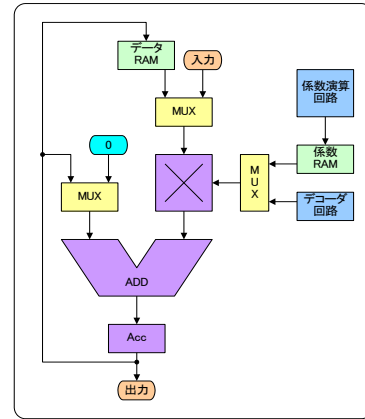 データ
RAM
入力
係数演算
回路
MUX
0
係数
RAM
M
U
X
MUX
デコーダ
回路
ADD
Acc
出力